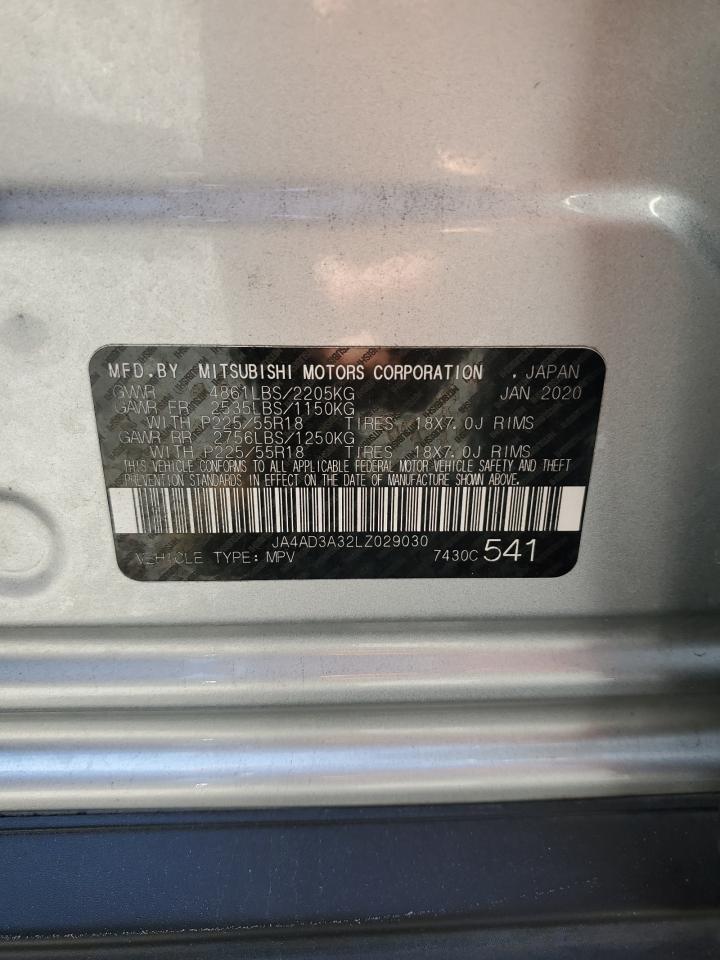 MFD.BY MITSUBISHI MOTORS CORPORATION , JAPAN
GVWR 4861LBS/2205KG JAN 2020
GAWR FR 2535LBS/1150KG
WITH P225/55R18 TIRES 18X7.0J RIMS
GAWR RR 2756LBS/1250KG
WITH P225/55R18 TIRES 18X7.0J RIMS
THIS VEHICLE CONFORMS TO ALL APPLICABLE FEDERAL MOTOR VEHICLE SAFETY AND THEFT
PREVENTION STANDARDS IN EFFECT ON THE DATE OF MANUFACTURE SHOWN ABOVE.
JA4AD3A32LZ029030
VEHICLE TYPE: MPV 7430C 541